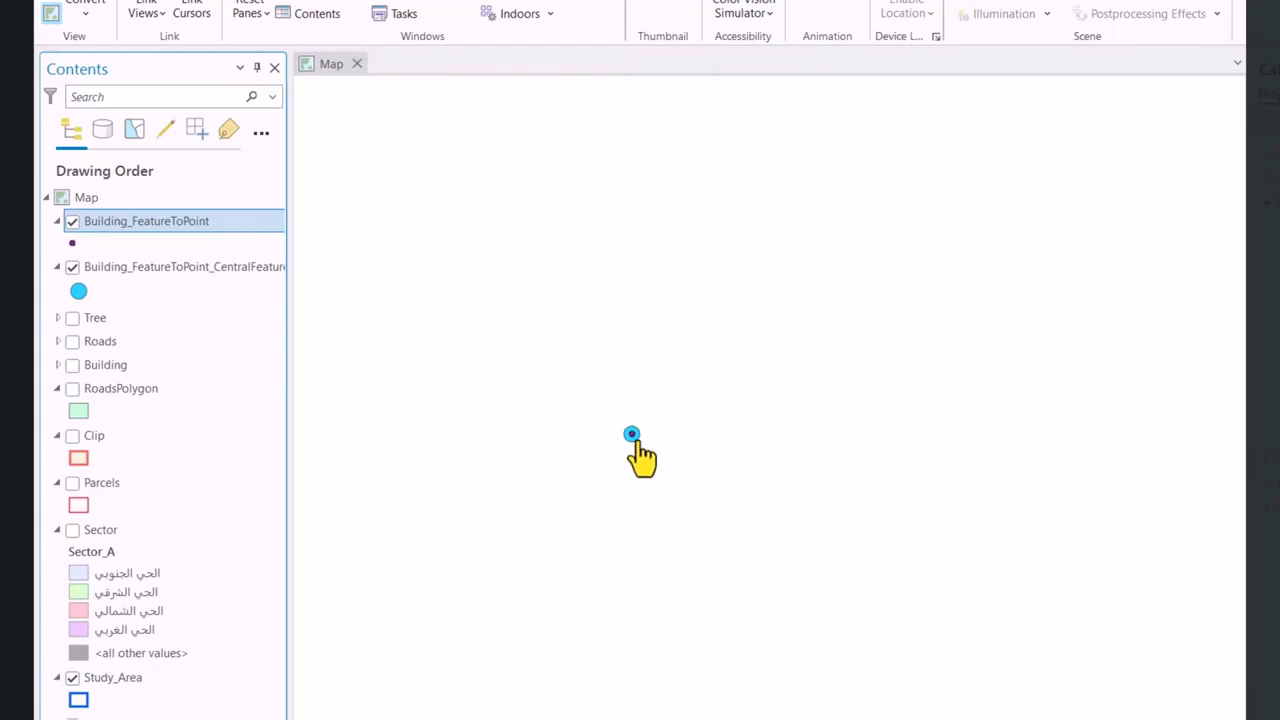 Convert
Link
Link
Reset
Color Vision
Enable
Views
Cursors
Panes
Contents
Tasks
Indoors
Simulator
Location
Illumination
Postprocessing Effects
View
Link
Windows
Thumbnail
Accessibility
Animation
Device L...
Scene
Contents
Map
Search
Drawing Order
Map
Building_FeatureToPoint
Building_FeatureToPoint_CentralFeature
Tree
Roads
Building
RoadsPolygon
Clip
Parcels
Sector
Sector_A
الحي الجنوبي
الحي الشرقي
الحي الشمالي
الحي الغربي
<all other values>
Study_Area